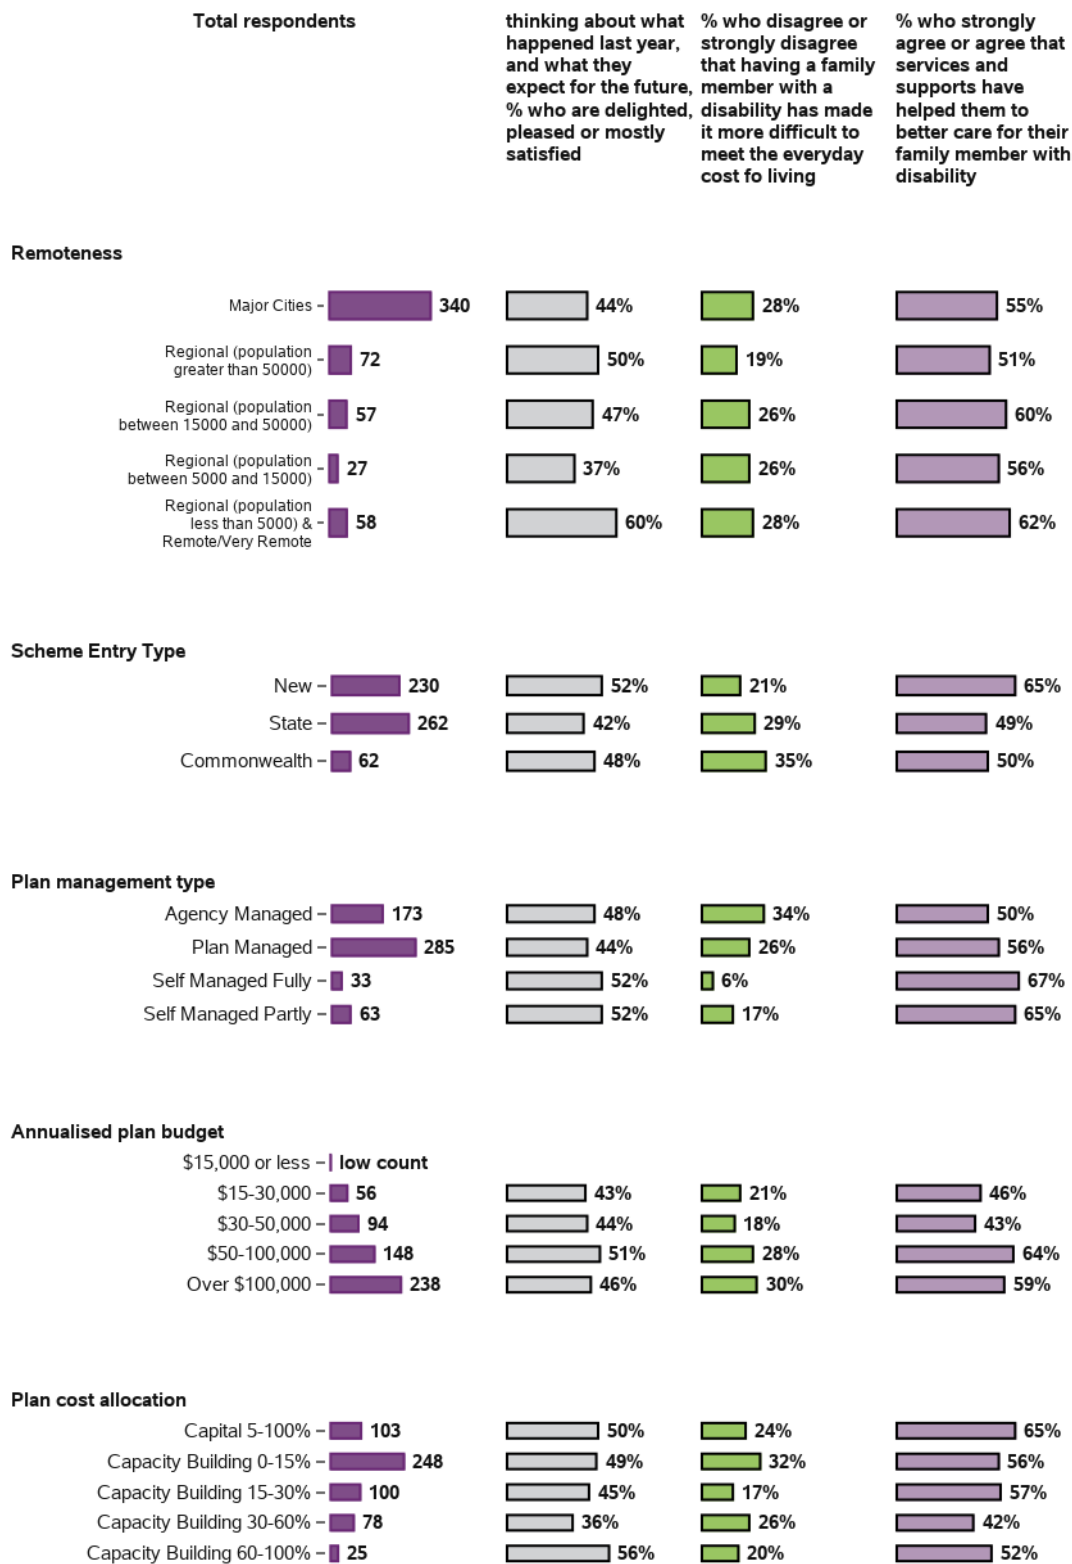 Total respondents
thinking about what
happened last year,
and what they
expect for the future,
% who are delighted,
pleased or mostly
satisfied
% who disagree or
strongly disagree
that having a family
member with a
disability has made
it more difficult to
meet the everyday
cost fo living
% who strongly
agree or agree that
services and
supports have
helped them to
better care for their
family member with
disability
Remoteness
Major Cities 340 44% 28% 55%
Regional (population
greater than 50000) 72 50% 19% 51%
Regional (population
between 15000 and 50000) 57 47% 26% 60%
Regional (population
between 5000 and 15000) 27 37% 26% 56%
Regional (population
less than 5000) & 58 60% 28% 62%
Remote/Very Remote
Scheme Entry Type
New 230 52% 21% 65%
State 262 42% 29% 49%
Commonwealth 62 48% 35% 50%
Plan management type
Agency Managed 173 48% 34% 50%
Plan Managed 285 44% 26% 56%
Self Managed Fully 33 52% 6% 67%
Self Managed Partly 63 52% 17% 65%
Annualised plan budget
$15,000 or less low count
$15-30,000 56 43% 21% 46%
$30-50,000 94 44% 18% 43%
$50-100,000 148 51% 28% 64%
Over $100,000 238 46% 30% 59%
Plan cost allocation
Capital 5-100% 103 50% 24% 65%
Capacity Building 0-15% 248 49% 32% 56%
Capacity Building 15-30% 100 45% 17% 57%
Capacity Building 30-60% 78 36% 26% 42%
Capacity Building 60-100% 25 56% 20% 52%